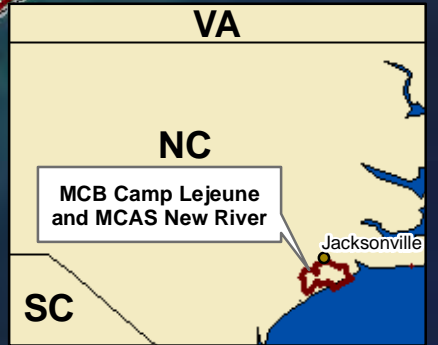 VA
NC
MCB Camp Lejeune
and MCAS New River
Jacksonville
SC